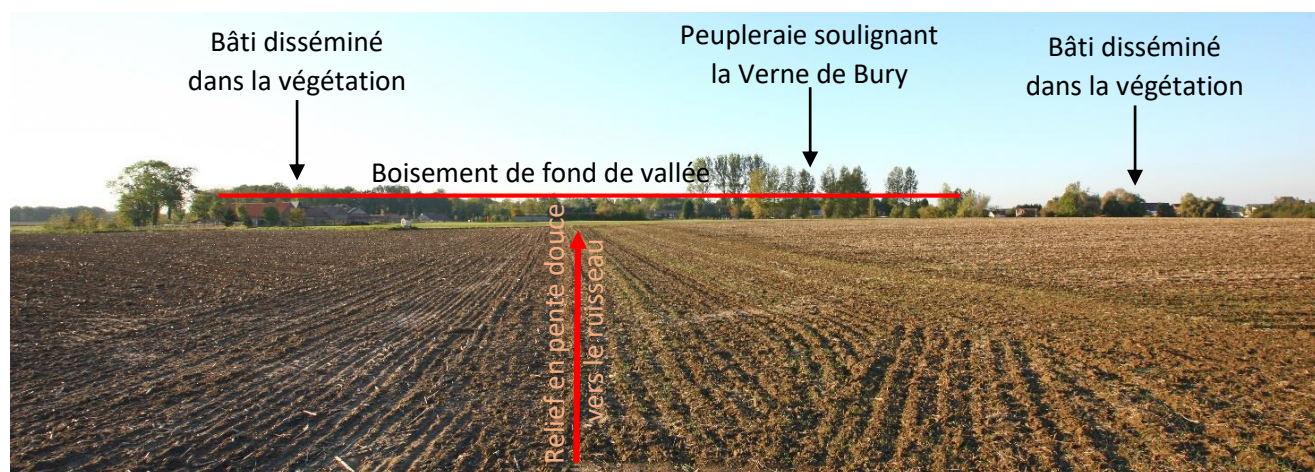 Bâti disséminé
dans la végétation
Peupleraie soulignant
la Verne de Bury
Bâti disséminé
dans la végétation
Boisement de fond de vallée
Relief en pente douce
vers le ruisseau